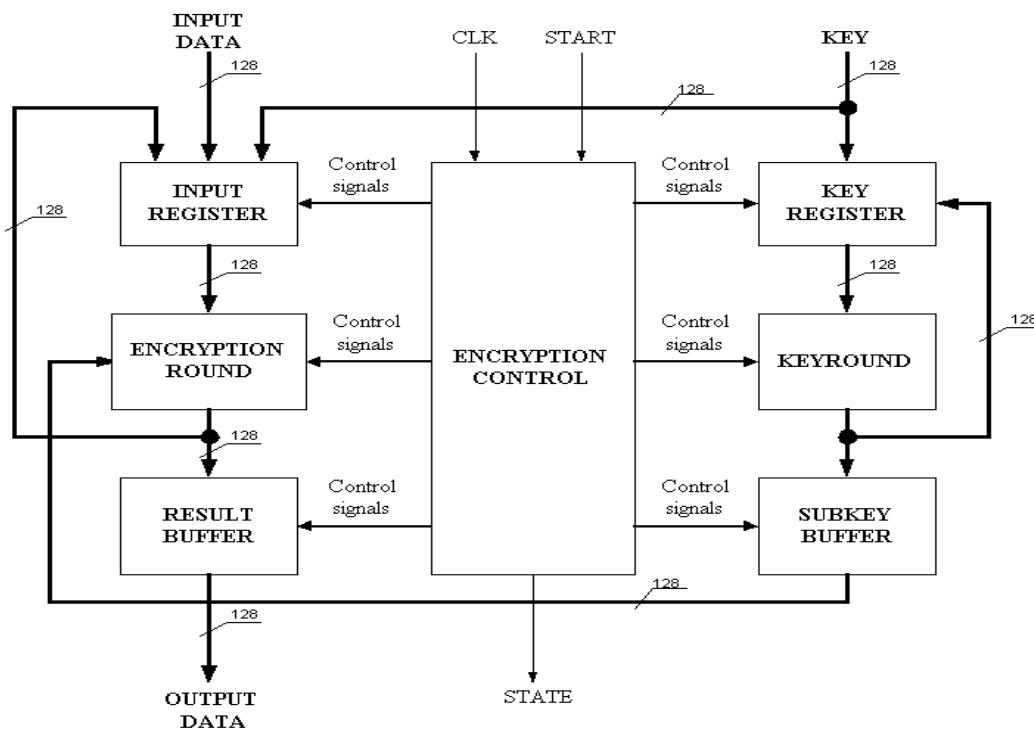 INPUT
DATA
CLK
START
KEY
128
128
128
Control
signals
Control
signals
INPUT
REGISTER
KEY
REGISTER
128
128
128
128
Control
signals
Control
signals
ENCRYPTION
ROUND
ENCRYPTION
CONTROL
KEYROUND
128
Control
signals
Control
signals
RESULT
BUFFER
SUBKEY
BUFFER
128
128
OUTPUT
DATA
STATE